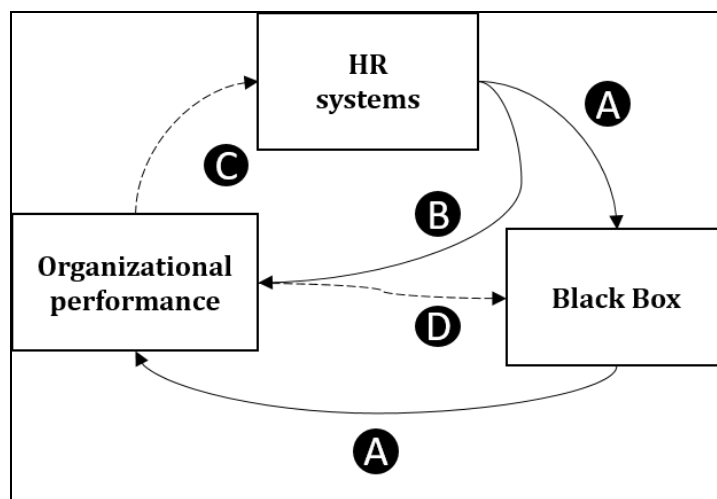 HR
systems
A
C
B
Organizational
performance
Black Box
D
A